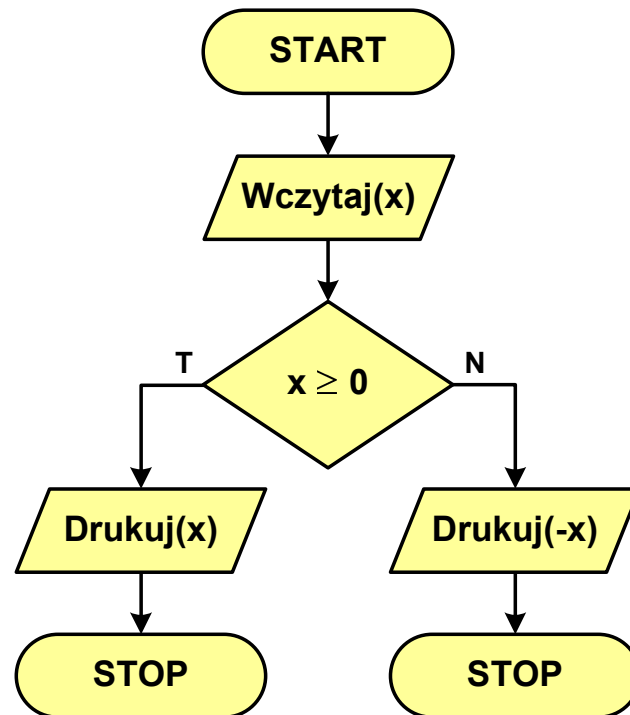 START
Wczytaj(x)
T
N
x ≥ 0
Drukuj(x)
Drukuj(-x)
STOP
STOP